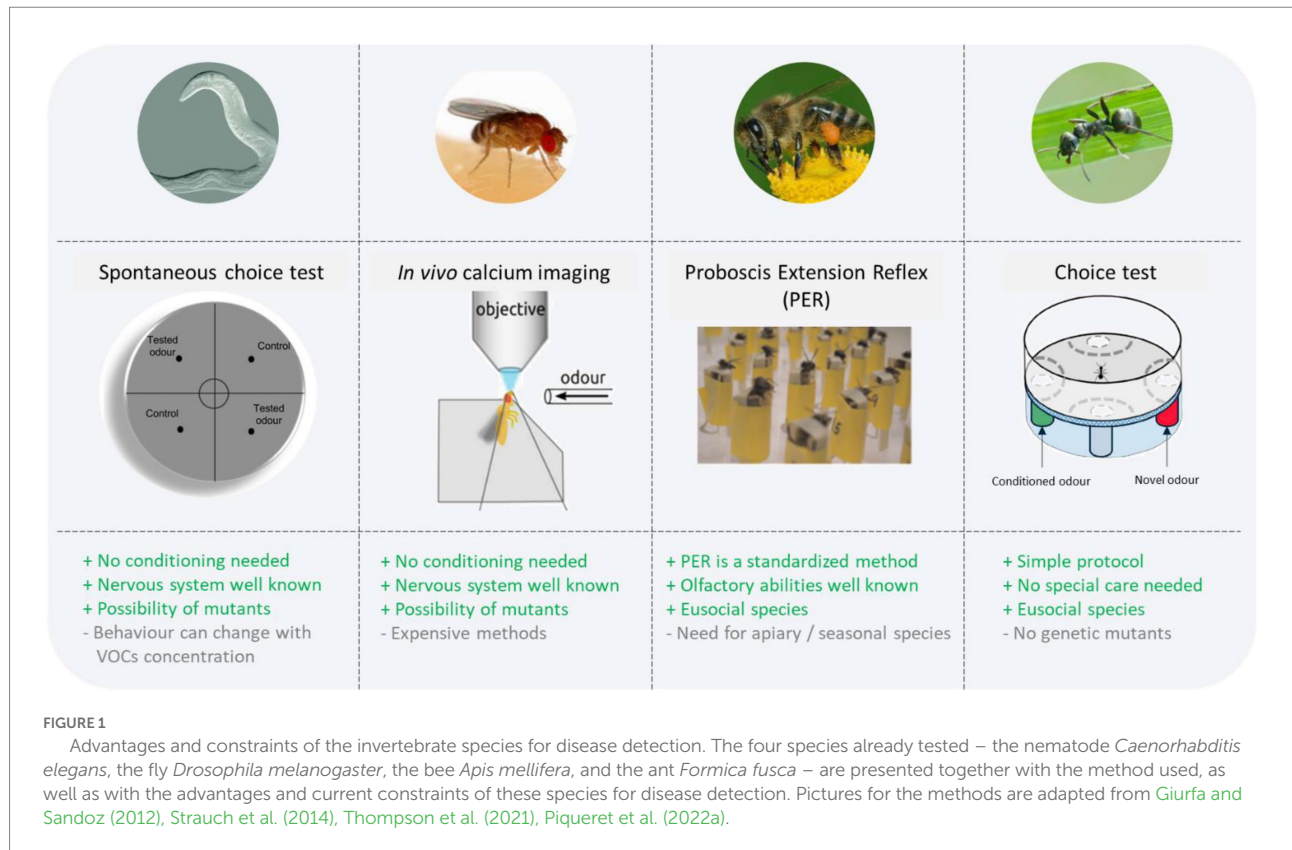 Spontaneous choice test
Tested
odour
Control
Control
Tested
odour
+ No conditioning needed
+ Nervous system well known
+ Possibility of mutants
- Behaviour can change with
VOCs concentration
In vivo calcium imaging
objective
odour
+ No conditioning needed
+ Nervous system well known
+ Possibility of mutants
- Expensive methods
Proboscis Extension Reflex
(PER)
+ PER is a standardized method
+ Olfactory abilities well known
+ Eusocial species
- Need for apiary / seasonal species
Choice test
Conditioned odour
Novel odour
+ Simple protocol
+ No special care needed
+ Eusocial species
- No genetic mutants
FIGURE 1
Advantages and constraints of the invertebrate species for disease detection. The four species already tested – the nematode Caenorhabditis
elegans, the fly Drosophila melanogaster, the bee Apis mellifera, and the ant Formica fusca – are presented together with the method used, as
well as with the advantages and current constraints of these species for disease detection. Pictures for the methods are adapted from Giurfa and
Sandoz (2012), Strauch et al. (2014), Thompson et al. (2021), Piqueret et al. (2022a).